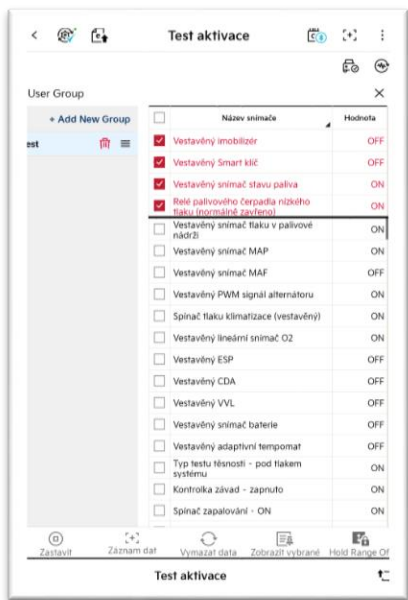 Test aktivace
User Group
+ Add New Group
Název snímače
Hodnota
est
Vestavěný imobilizér OFF
Vestavěný Smart klíč OFF
Vestavěný snímač stavu paliva ON
Relé palivového čerpadla nízkého
tlaku (normálně zavřeno) ON
Vestavěný snímač tlaku v palivové
nádrži ON
Vestavěný snímač MAP ON
Vestavěný snímač MAF OFF
Vestavěný PWM signál alternátoru ON
Spínač tlaku klimatizace (vestavěný) ON
Vestavěný lineární snímač O2 ON
Vestavěný ESP OFF
Vestavěný CDA OFF
Vestavěný VVL OFF
Vestavěný snímač baterie OFF
Vestavěný adaptivní tempomat OFF
Typ testu těsnosti - pod tlakem
systému ON
Kontrolka závad - zapnuto ON
Spínač zapalování - ON ON
Zastavit
Záznam dat
Vymazat data
Zobrazit vybrané
Hold Range Of
Test aktivace